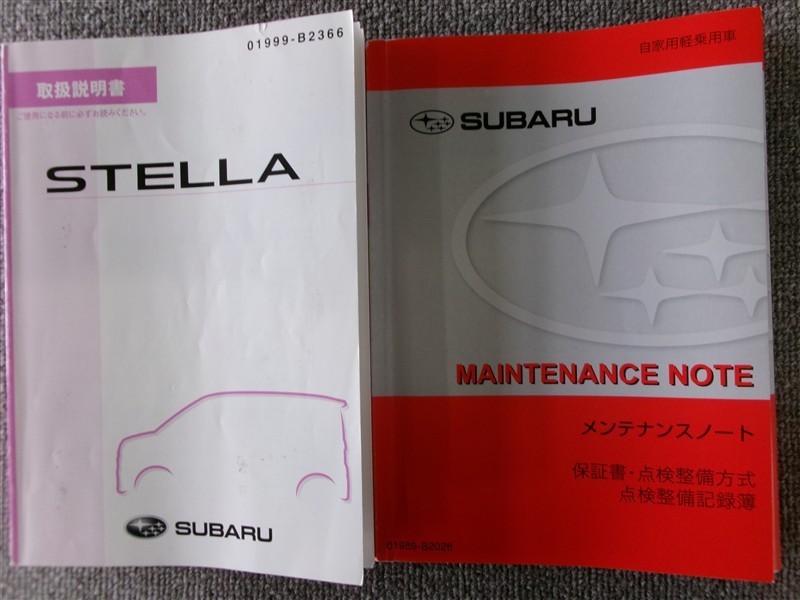 01999-B2366
取扱説明書
ご使用になる前に必ずお読みください。
STELLA
SUBARU
自家用軽乗用車
SUBARU
MAINTENANCE NOTE
メンテナンスノート
保証書・点検整備方式
点検整備記録簿
01989-B2026